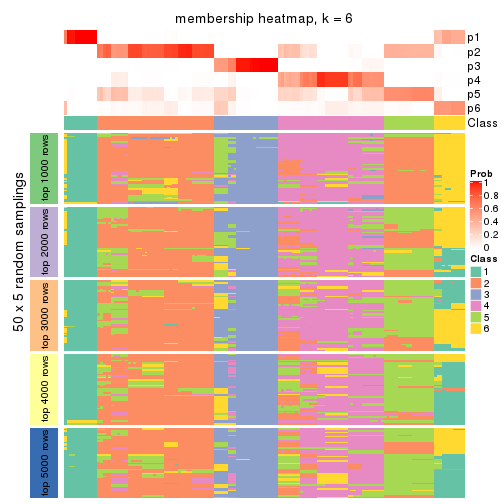 membership heatmap, k = 6
p1
p2
p3
p4
p5
p6
Class
50 x 5 random samplings
top 1000 rows
top 2000 rows
top 3000 rows
top 4000 rows
top 5000 rows
Prob
1
0.8
0.6
0.4
0.2
0
Class
1
2
3
4
5
6